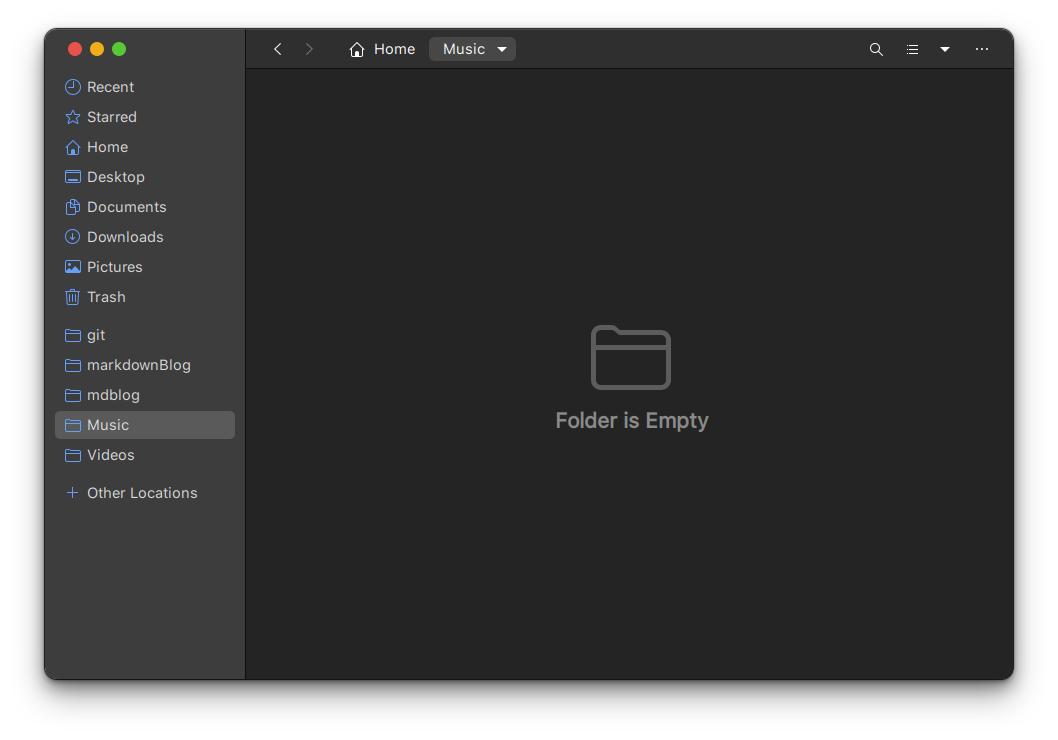 Home
Music
Recent
Starred
Home
Desktop
Documents
Downloads
Pictures
Trash
git
markdownBlog
mdblog
Music
Videos
Other Locations
Folder is Empty